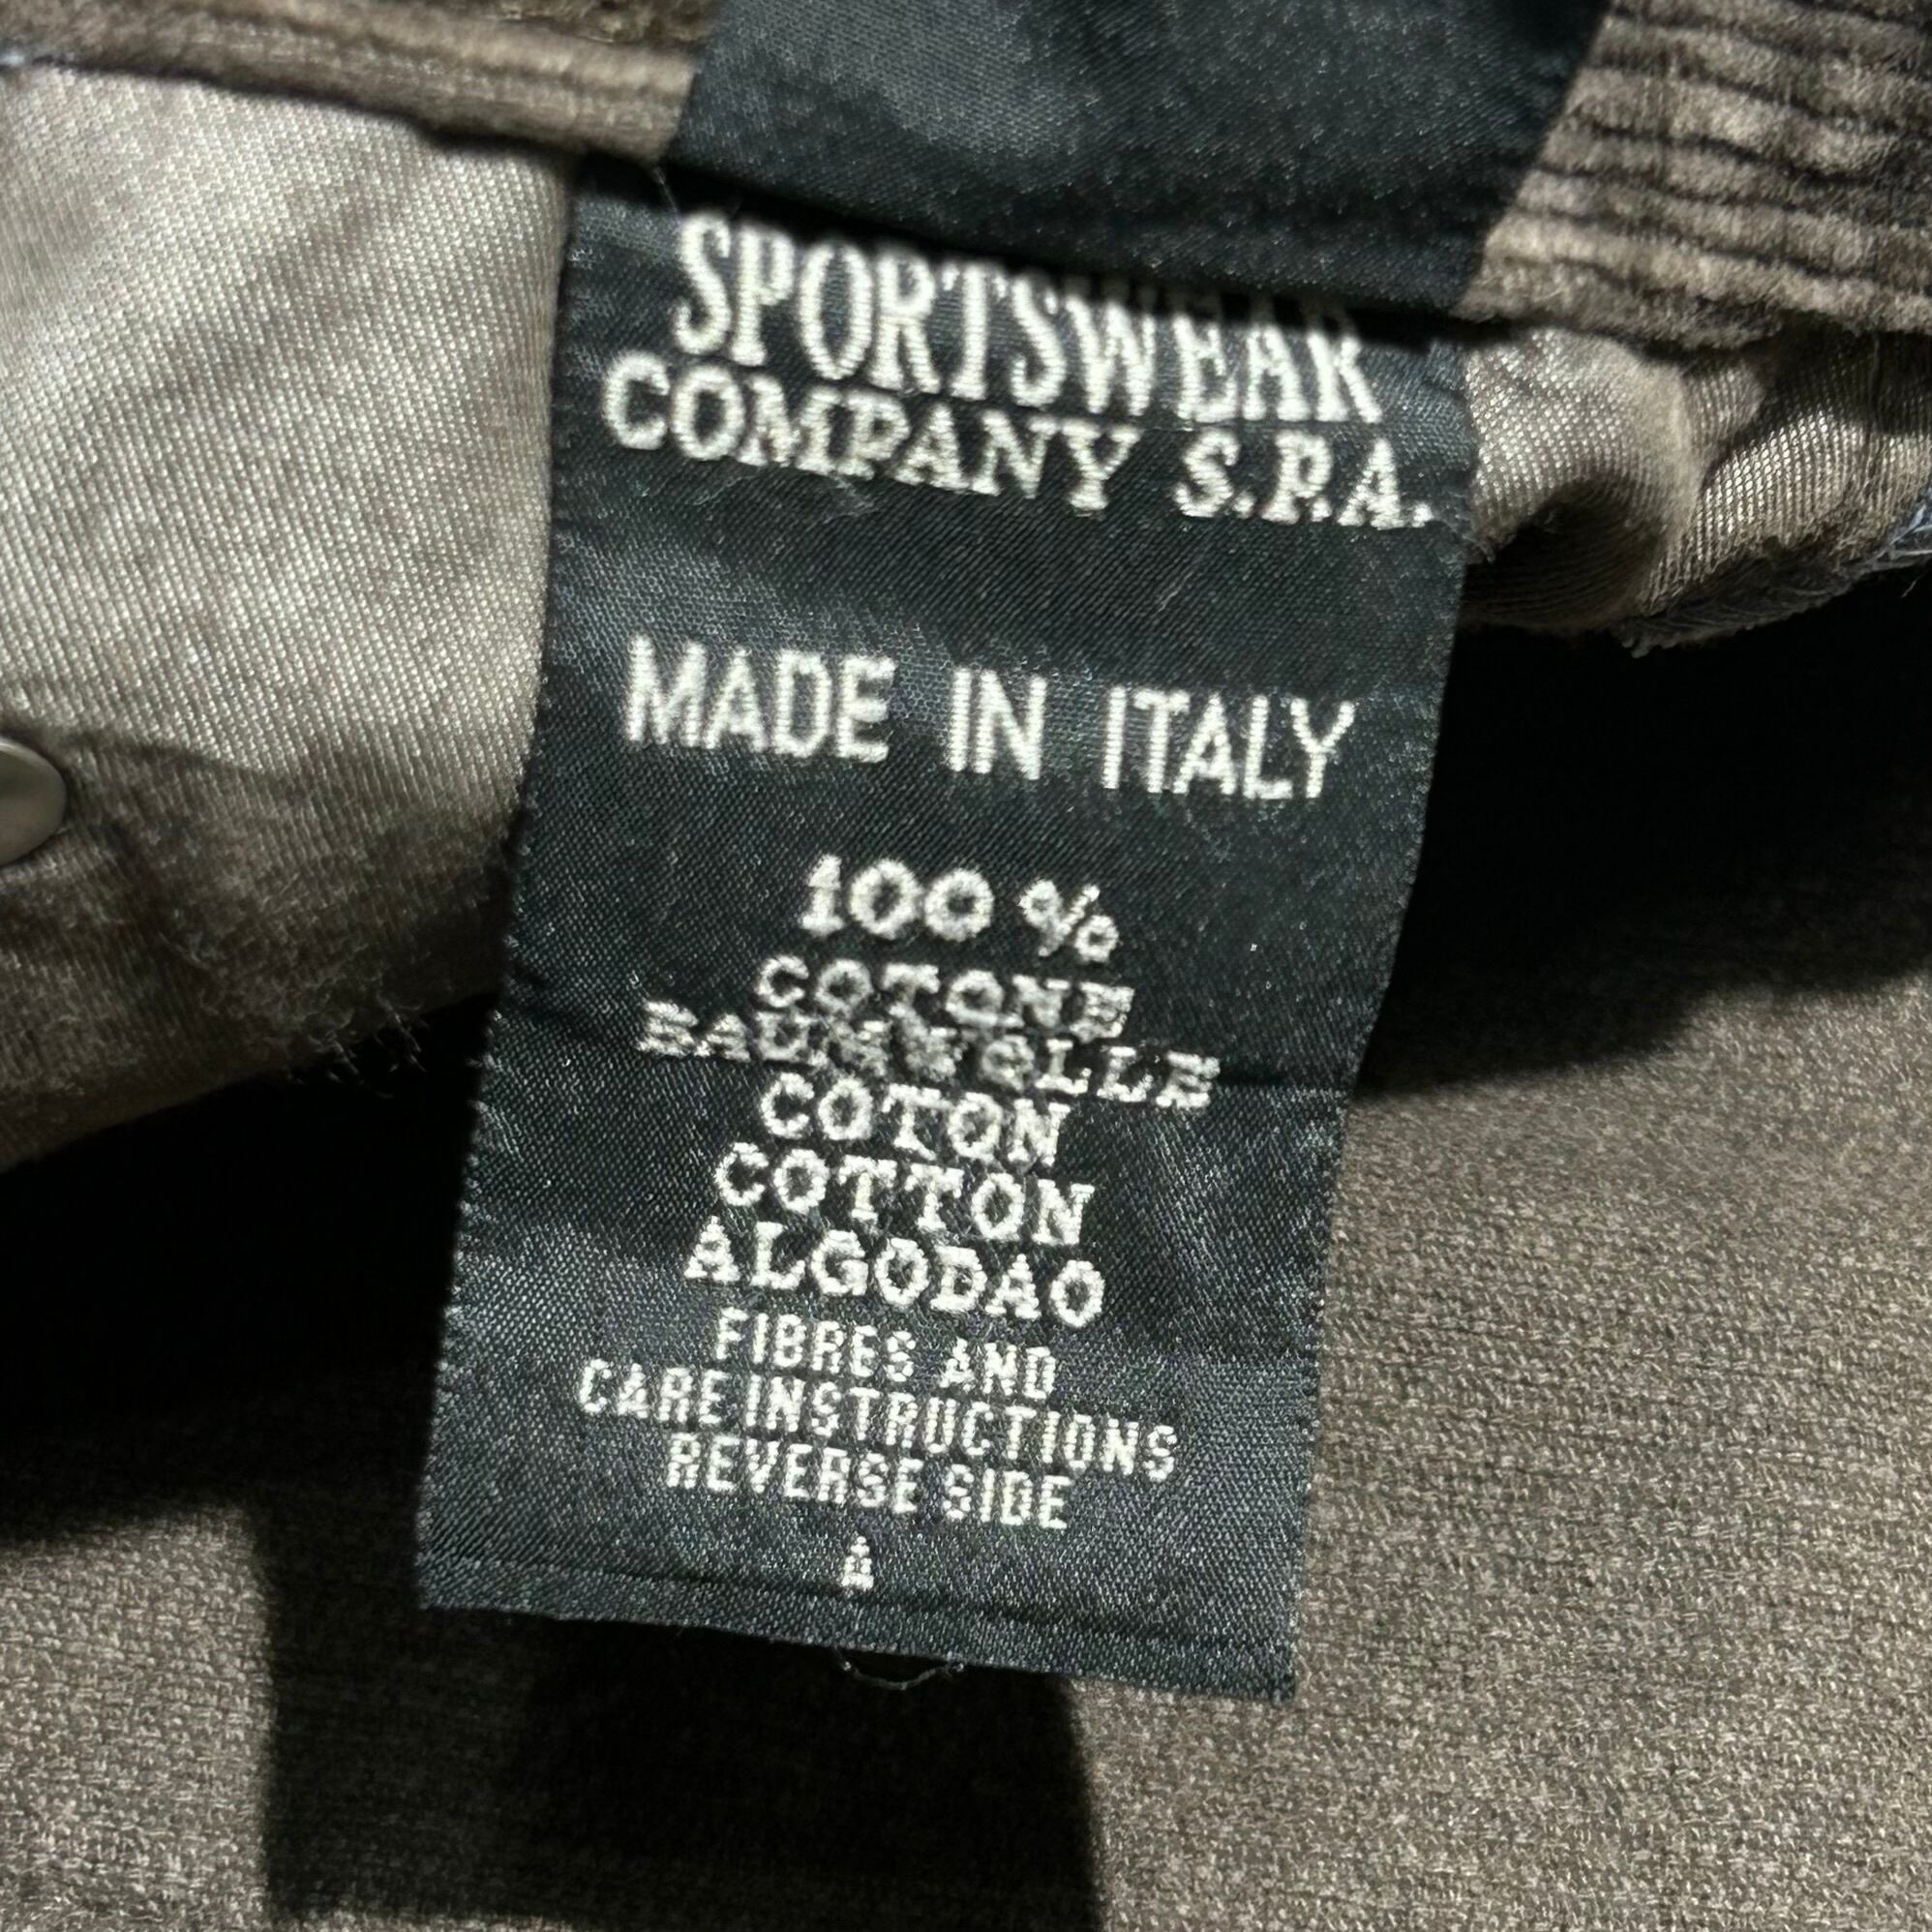 SPORTSWEAR
COMPANY S.P.A.
MADE IN ITALY
100 %
COTONE
BAUMWOLLE
COTON
COTTON
ALGODAO
FIBRES AND
CARE INSTRUCTIONS
REVERSE SIDE
A